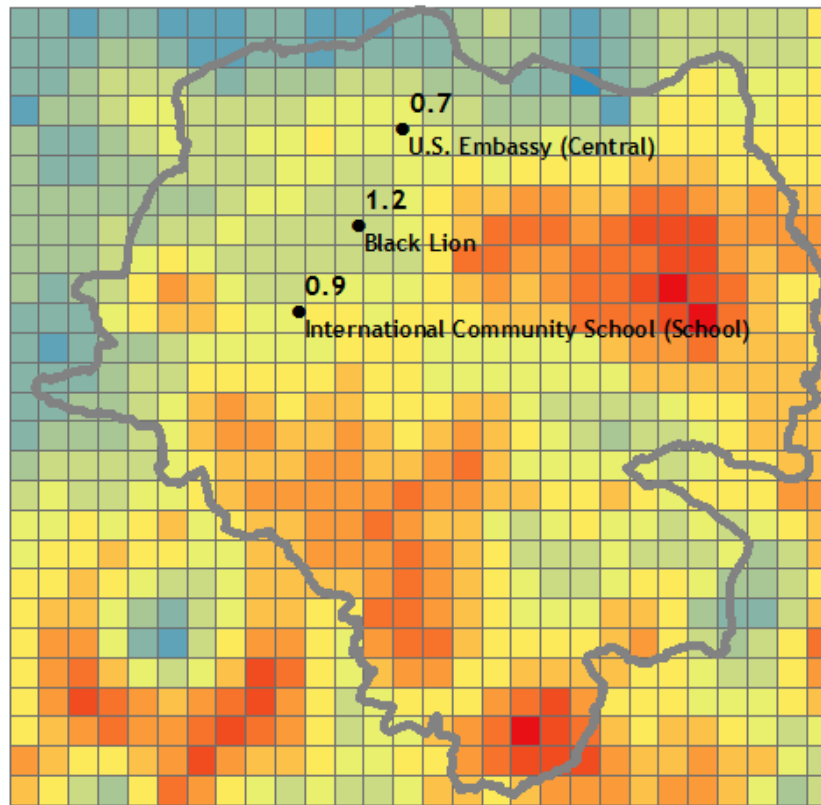 0.7
U.S. Embassy (Central)
1.2
Black Lion
0.9
International Community School (School)